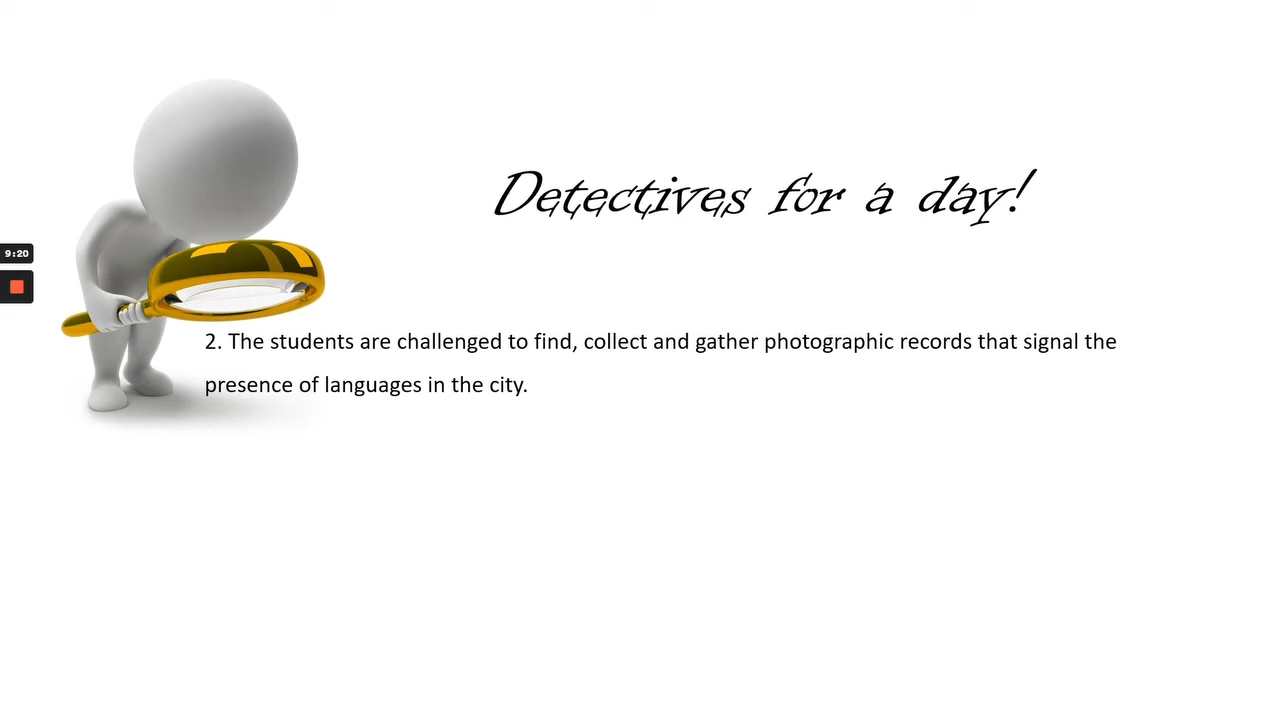 Detectives for a day!
9:20
2. The students are challenged to find, collect and gather photographic records that signal the
presence of languages in the city.